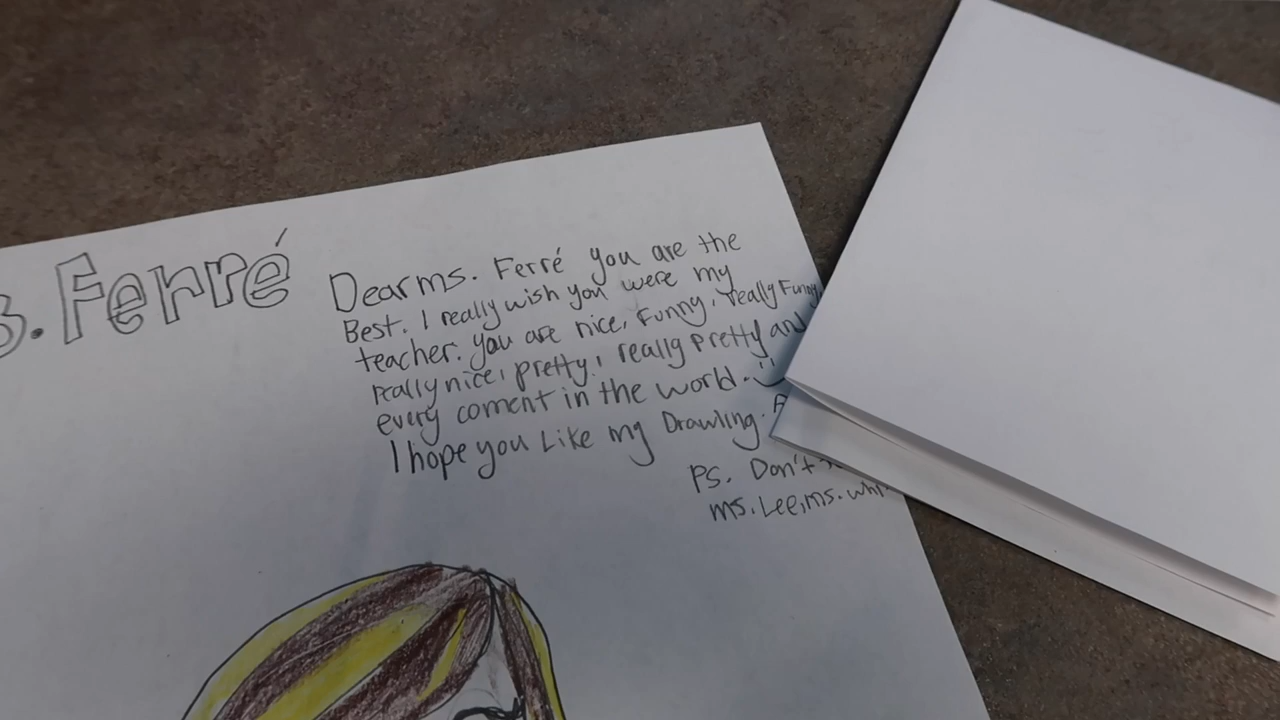 . Ferré
Dear ms. Ferré you are the
Best. I really wish you were my
teacher. you are nice, Funny, really Funny,
really nice, pretty, really pretty and
every coment in the world. :)
I hope you Like my Drawling.
Ps. Don't
ms. Lee, ms.